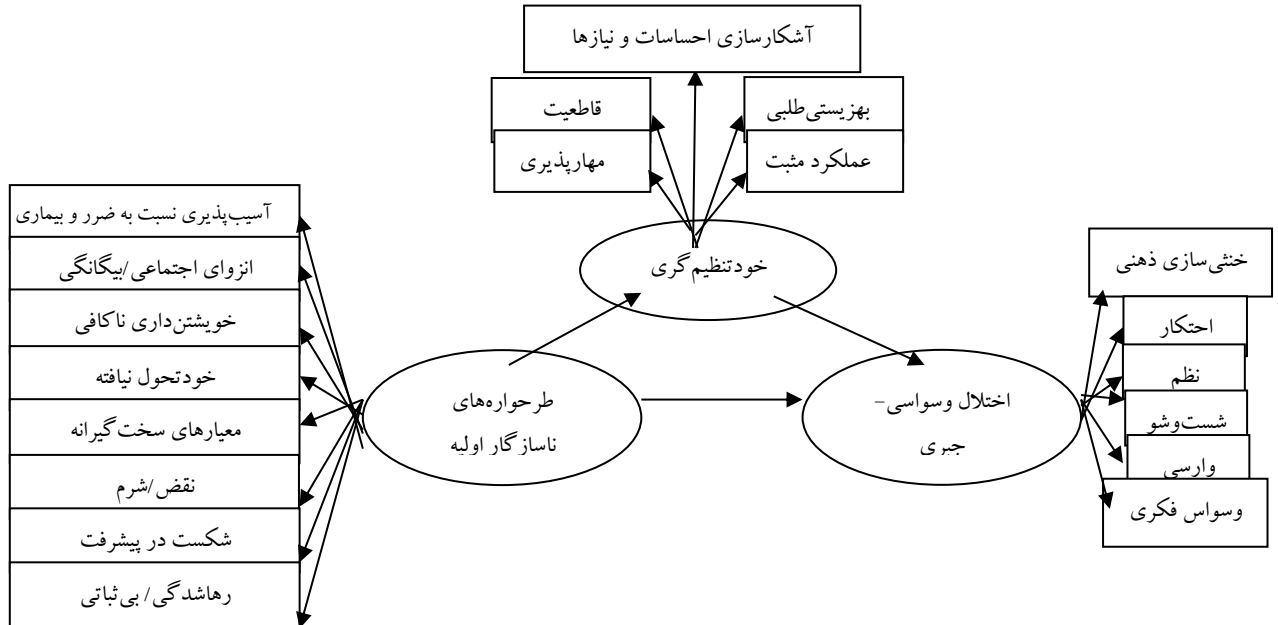 آشکارسازی احساسات و نیازها
بهزیستی‌طلبی
قاطعیت
عملکرد مثبت
مهارپذیری
خودتنظیم‌گری
خنثی‌سازی ذهنی
احتکار
نظم
شست‌وشو
وارسی
وسواس فکری
اختلال وسواسی–
جبری
طرحواره‌های
ناسازگار اولیه
آسیب‌پذیری نسبت به ضرر و بیماری
انزوای اجتماعی/بیگانگی
خویشتن‌داری ناکافی
خودتحول نیافته
معیارهای سخت‌گیرانه
نقض/شرم
شکست در پیشرفت
رهاشدگی/ بی‌ثباتی